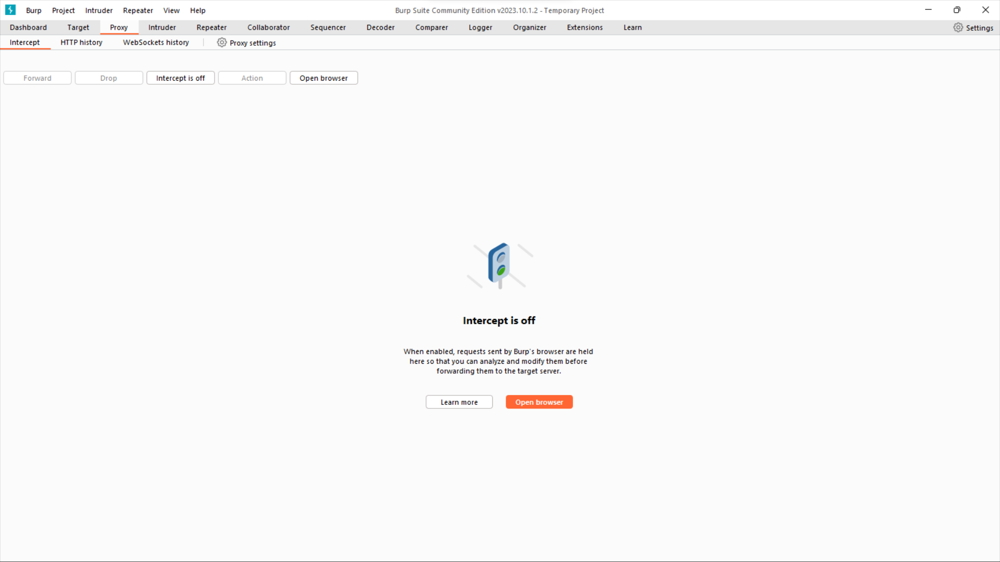 Burp Project Intruder Repeater View Help Burp Suite Community Edition v2023.10.1.2 - Temporary Project
Dashboard Target Proxy Intruder Repeater Collaborator Sequencer Decoder Comparer Logger Organizer Extensions Learn Settings
Intercept HTTP history WebSockets history Proxy settings
Forward Drop Intercept is off Action Open browser
Intercept is off
When enabled, requests sent by Burp's browser are held
here so that you can analyze and modify them before
forwarding them to the target server.
Learn more Open browser